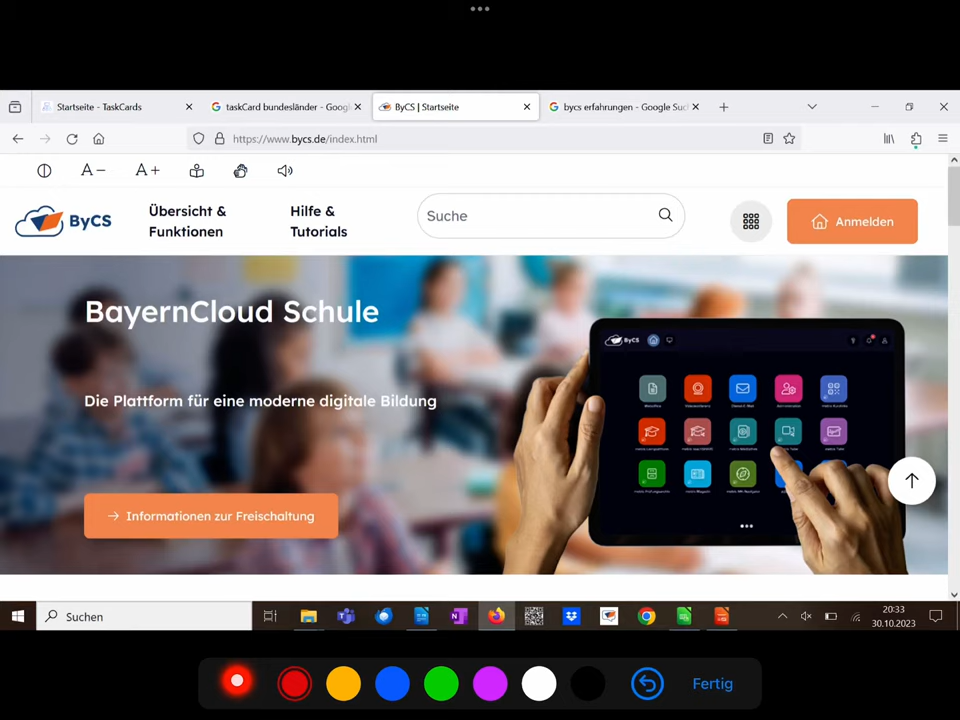 Startseite - TaskCards
taskCard bundesländer - Goog
ByCS | Startseite
bycs erfahrungen - Google Suc
https://www.bycs.de/index.html
A− A+
ByCS
Übersicht &
Funktionen
Hilfe &
Tutorials
Suche
Anmelden
BayernCloud Schule
Die Plattform für eine moderne digitale Bildung
→ Informationen zur Freischaltung
ByCS
Suchen
20:33
30.10.2023
Fertig